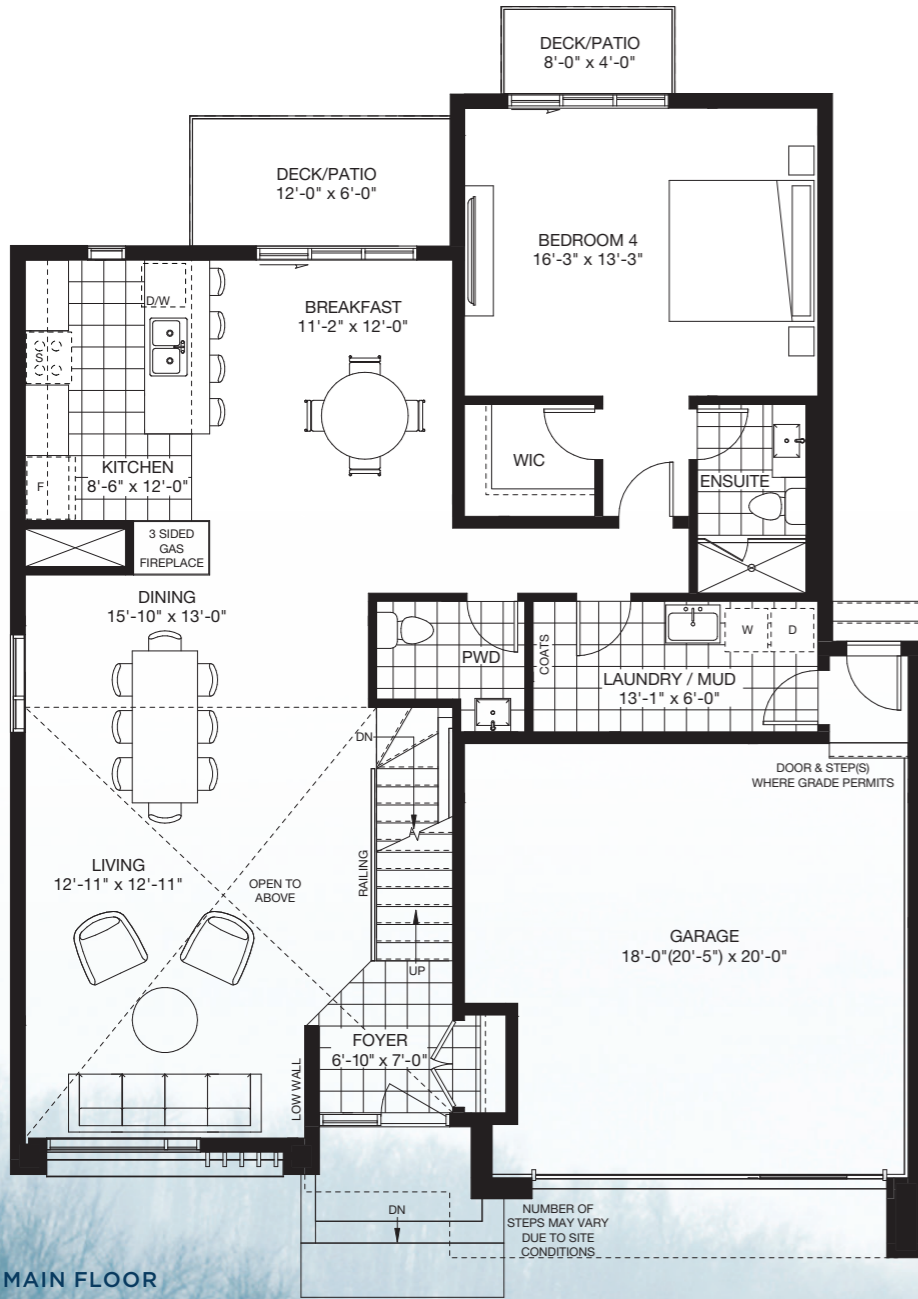 DECK/PATIO
8'-0" x 4'-0"
DECK/PATIO
12'-0" x 6'-0"
BEDROOM 4
16'-3" x 13'-3"
D/W
BREAKFAST
11'-2" x 12'-0"
S
KITCHEN
8'-6" x 12'-0"
F
WIC
ENSUITE
3 SIDED
GAS
FIREPLACE
DINING
15'-10" x 13'-0"
PWD
COATS
W
D
LAUNDRY / MUD
13'-1" x 6'-0"
DN
DOOR & STEP(S)
WHERE GRADE PERMITS
LIVING
12'-11" x 12'-11"
OPEN TO
ABOVE
RAILING
UP
GARAGE
18'-0"(20'-5") x 20'-0"
FOYER
6'-10" x 7'-0"
LOW WALL
DN
NUMBER OF
STEPS MAY VARY
DUE TO SITE
CONDITIONS
MAIN FLOOR